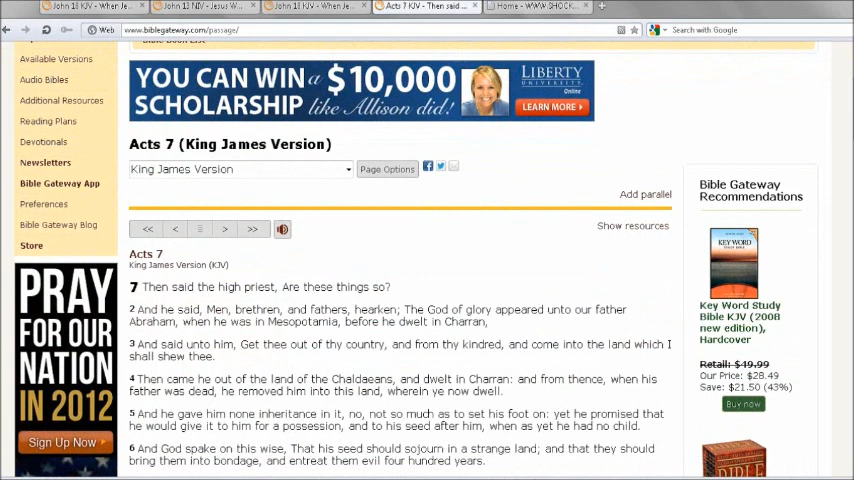 John 18 KJV - When Je...
John 13 NIV - Jesus W...
John 18 KJV - When Je...
Acts 7 KJV - Then said ...
Home - WWW.SHOCK...
Web
www.biblegateway.com/passage/
Search with Google
Available Versions
Audio Bibles
Additional Resources
Reading Plans
Devotionals
Newsletters
Bible Gateway App
Preferences
Bible Gateway Blog
Store
PRAY
FOR OUR
NATION
IN 2012
Sign Up Now
YOU CAN WIN a $10,000
SCHOLARSHIP like Allison did!
LIBERTY
UNIVERSITY
Online
LEARN MORE
Acts 7 (King James Version)
King James Version
Page Options
Add parallel
<<
<
>
>>
Show resources
Acts 7
King James Version (KJV)
7 Then said the high priest, Are these things so?
2 And he said, Men, brethren, and fathers, hearken; The God of glory appeared unto our father
Abraham, when he was in Mesopotamia, before he dwelt in Charran,
3 And said unto him, Get thee out of thy country, and from thy kindred, and come into the land which I
shall shew thee.
4 Then came he out of the land of the Chaldaeans, and dwelt in Charran: and from thence, when his
father was dead, he removed him into this land, wherein ye now dwell.
5 And he gave him none inheritance in it, no, not so much as to set his foot on: yet he promised that
he would give it to him for a possession, and to his seed after him, when as yet he had no child.
6 And God spake on this wise, That his seed should sojourn in a strange land; and that they should
bring them into bondage, and entreat them evil four hundred years.
Bible Gateway
Recommendations
KEY WORD
Key Word Study
Bible KJV (2008
new edition),
Hardcover
Retail: $49.99
Our Price: $28.49
Save: $21.50 (43%)
Buy now
BIBLE